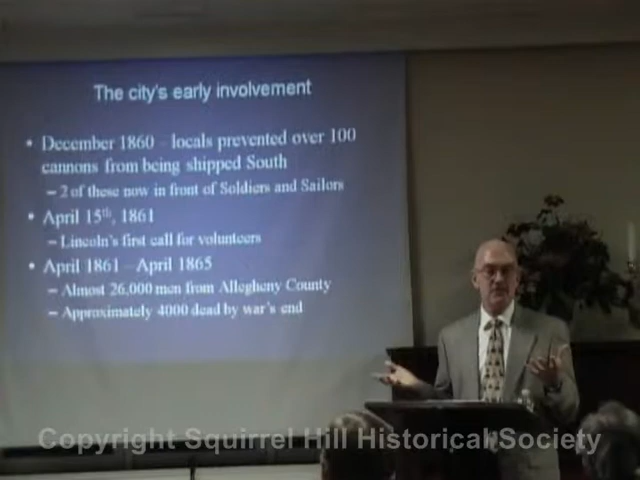 The city's early involvement
• December 1860 – locals prevented over 100
cannons from being shipped South
– 2 of these now in front of Soldiers and Sailors
• April 15th, 1861
– Lincoln's first call for volunteers
• April 1861 – April 1865
– Almost 26,000 men from Allegheny County
– Approximately 4000 dead by war's end
Copyright Squirrel Hill Historical Society